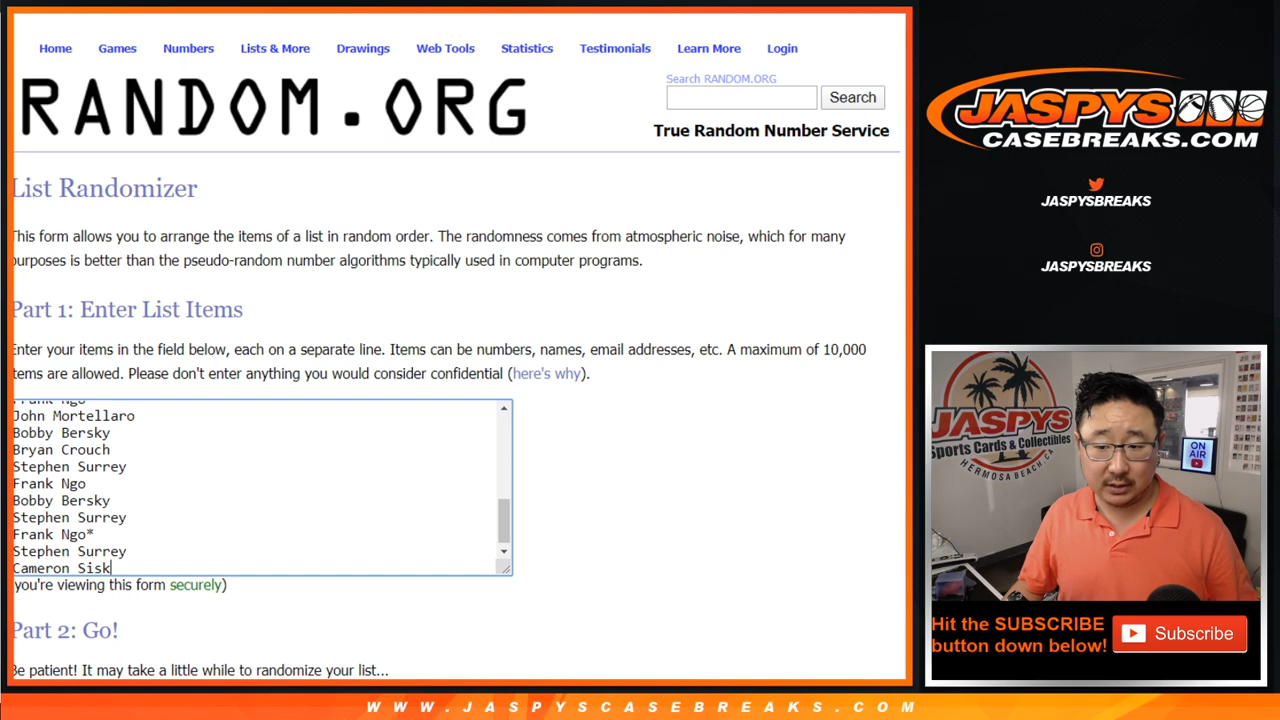 Home Games Numbers Lists & More Drawings Web Tools Statistics Testimonials Learn More Login
RANDOM.ORG
Search RANDOM.ORG
Search
True Random Number Service
List Randomizer
This form allows you to arrange the items of a list in random order. The randomness comes from atmospheric noise, which for many
purposes is better than the pseudo-random number algorithms typically used in computer programs.
Part 1: Enter List Items
Enter your items in the field below, each on a separate line. Items can be numbers, names, email addresses, etc. A maximum of 10,000
items are allowed. Please don't enter anything you would consider confidential (here's why).
Frank Ngo
John Mortellaro
Bobby Bersky
Bryan Crouch
Stephen Surrey
Frank Ngo
Bobby Bersky
Stephen Surrey
Frank Ngo*
Stephen Surrey
Cameron Sisk
you're viewing this form securely)
Part 2: Go!
Be patient! It may take a little while to randomize your list...
JASPYS
CASEBREAKS.COM
JASPYSBREAKS
JASPYSBREAKS
JASPYS
Sports Cards & Collectibles
HERMOSA BEACH, CA
ON
AIR
Hit the SUBSCRIBE
button down below!
Subscribe
WWW.JASPYSCASEBREAKS.COM